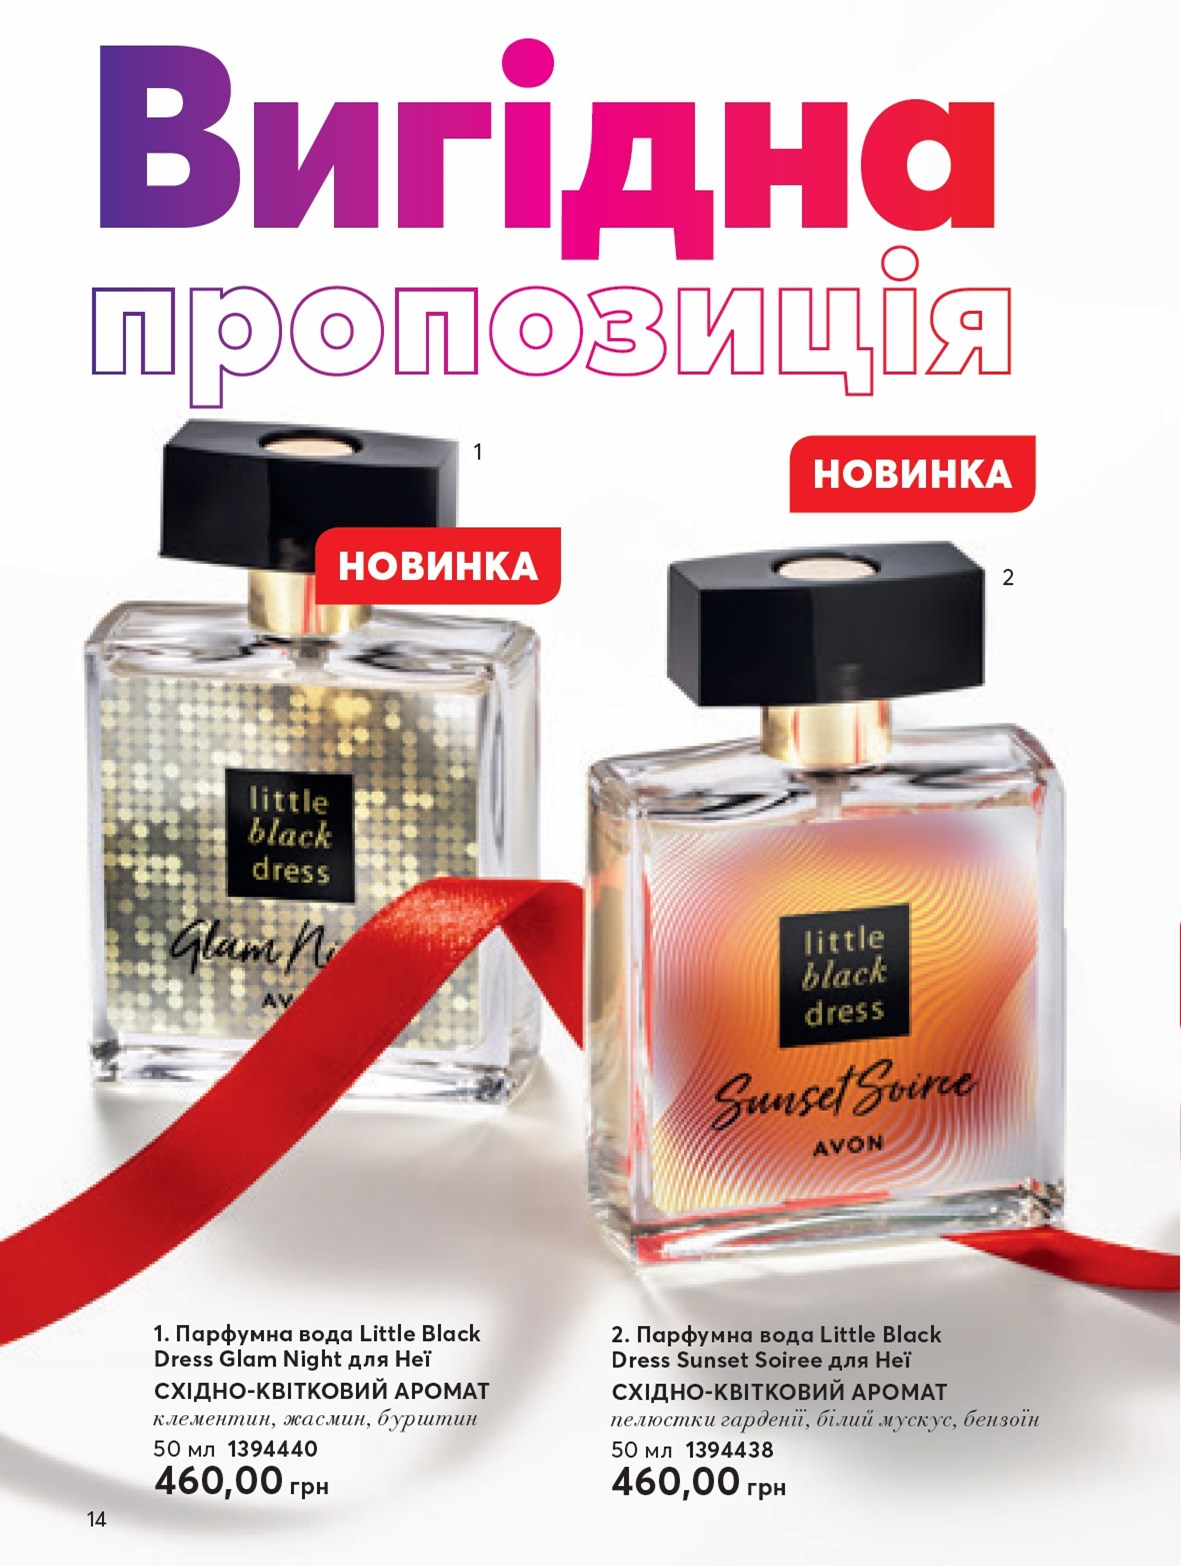 Вигідна
пропозиція
1
НОВИНКА
НОВИНКА
2
little
black
dress
Glam Ni
AV
little
black
dress
Sunset Soiree
AVON
1. Парфумна вода Little Black
Dress Glam Night для Неї
СХІДНО-КВІТКОВИЙ АРОМАТ
клементин, жасмин, бурштин
50 мл 1394440
460,00 грн
2. Парфумна вода Little Black
Dress Sunset Soiree для Неї
СХІДНО-КВІТКОВИЙ АРОМАТ
пелюстки гарденії, білий мускус, бензоїн
50 мл 1394438
460,00 грн
14